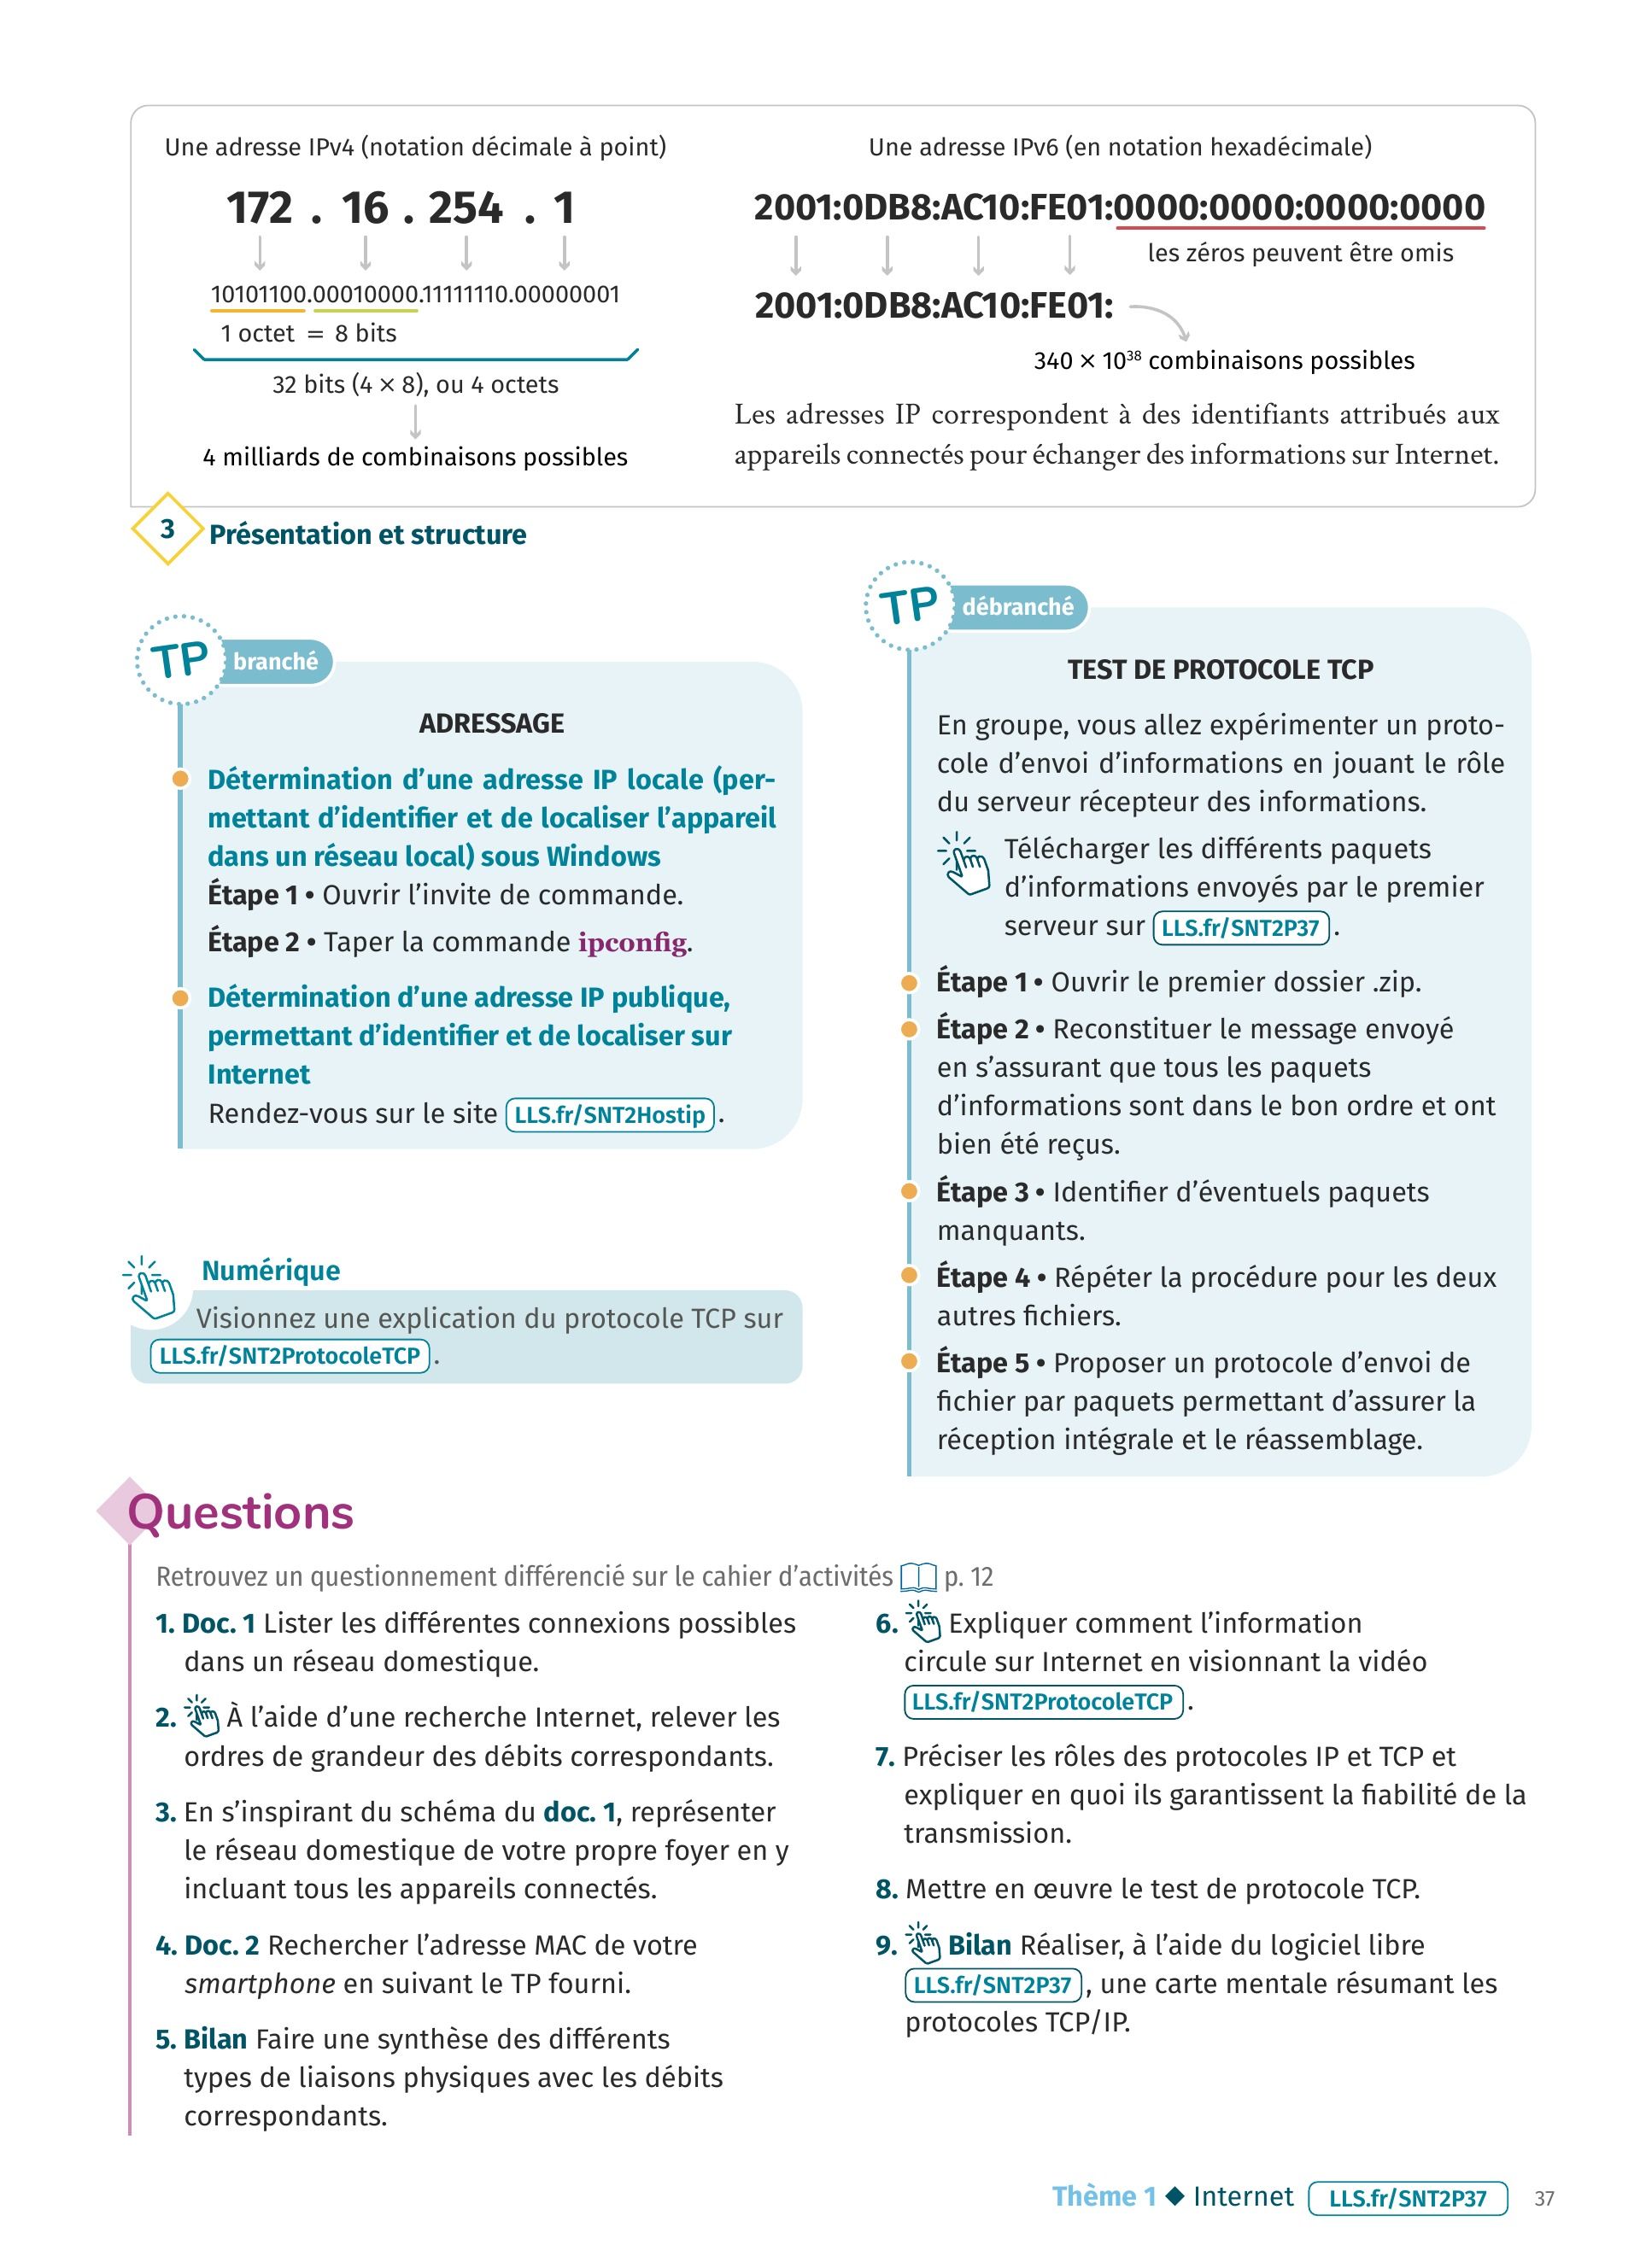 Une adresse IPv4 (notation décimale à point)
172 . 16 . 254 . 1
10101100.00010000.11111110.00000001
1 octet = 8 bits
32 bits (4 × 8), ou 4 octets
4 milliards de combinaisons possibles
Une adresse IPv6 (en notation hexadécimale)
2001:0DB8:AC10:FE01:0000:0000:0000:0000
les zéros peuvent être omis
2001:0DB8:AC10:FE01:
340 × 10³⁸ combinaisons possibles
Les adresses IP correspondent à des identifiants attribués aux
appareils connectés pour échanger des informations sur Internet.
3 Présentation et structure
TP branché
ADRESSAGE
Détermination d’une adresse IP locale (per-
mettant d’identifier et de localiser l’appareil
dans un réseau local) sous Windows
Étape 1 • Ouvrir l’invite de commande.
Étape 2 • Taper la commande ipconfig.
Détermination d’une adresse IP publique,
permettant d’identifier et de localiser sur
Internet
Rendez-vous sur le site LLS.fr/SNT2Hostip .
Numérique
Visionnez une explication du protocole TCP sur
LLS.fr/SNT2ProtocoleTCP .
TP débranché
TEST DE PROTOCOLE TCP
En groupe, vous allez expérimenter un proto-
cole d’envoi d’informations en jouant le rôle
du serveur récepteur des informations.
Télécharger les différents paquets
d’informations envoyés par le premier
serveur sur LLS.fr/SNT2P37 .
Étape 1 • Ouvrir le premier dossier .zip.
Étape 2 • Reconstituer le message envoyé
en s’assurant que tous les paquets
d’informations sont dans le bon ordre et ont
bien été reçus.
Étape 3 • Identifier d’éventuels paquets
manquants.
Étape 4 • Répéter la procédure pour les deux
autres fichiers.
Étape 5 • Proposer un protocole d’envoi de
fichier par paquets permettant d’assurer la
réception intégrale et le réassemblage.
Questions
Retrouvez un questionnement différencié sur le cahier d’activités p. 12
1. Doc. 1 Lister les différentes connexions possibles
dans un réseau domestique.
2. À l’aide d’une recherche Internet, relever les
ordres de grandeur des débits correspondants.
3. En s’inspirant du schéma du doc. 1, représenter
le réseau domestique de votre propre foyer en y
incluant tous les appareils connectés.
4. Doc. 2 Rechercher l’adresse MAC de votre
smartphone en suivant le TP fourni.
5. Bilan Faire une synthèse des différents
types de liaisons physiques avec les débits
correspondants.
6. Expliquer comment l’information
circule sur Internet en visionnant la vidéo
LLS.fr/SNT2ProtocoleTCP .
7. Préciser les rôles des protocoles IP et TCP et
expliquer en quoi ils garantissent la fiabilité de la
transmission.
8. Mettre en œuvre le test de protocole TCP.
9. Bilan Réaliser, à l’aide du logiciel libre
LLS.fr/SNT2P37 , une carte mentale résumant les
protocoles TCP/IP.
Thème 1 ◆ Internet LLS.fr/SNT2P37 37